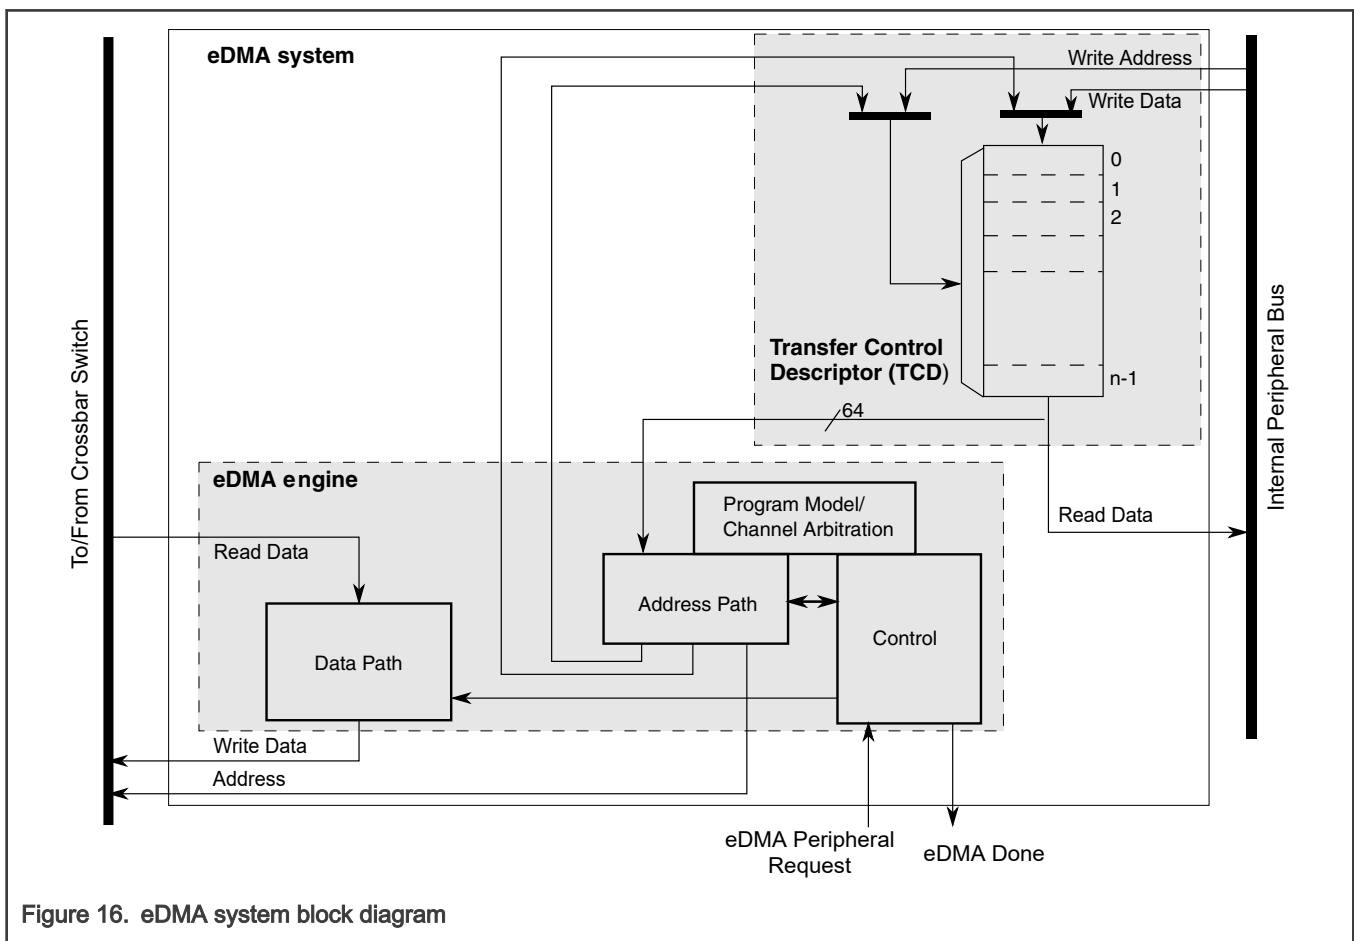 eDMA system
Write Address
Write Data
0
1
2
n-1
Transfer Control
Descriptor (TCD)
64
To/From Crossbar Switch
Internal Peripheral Bus
eDMA engine
Program Model/
Channel Arbitration
Read Data
Read Data
Address Path
Control
Data Path
Write Data
Address
eDMA Peripheral
Request
eDMA Done
Figure 16. eDMA system block diagram